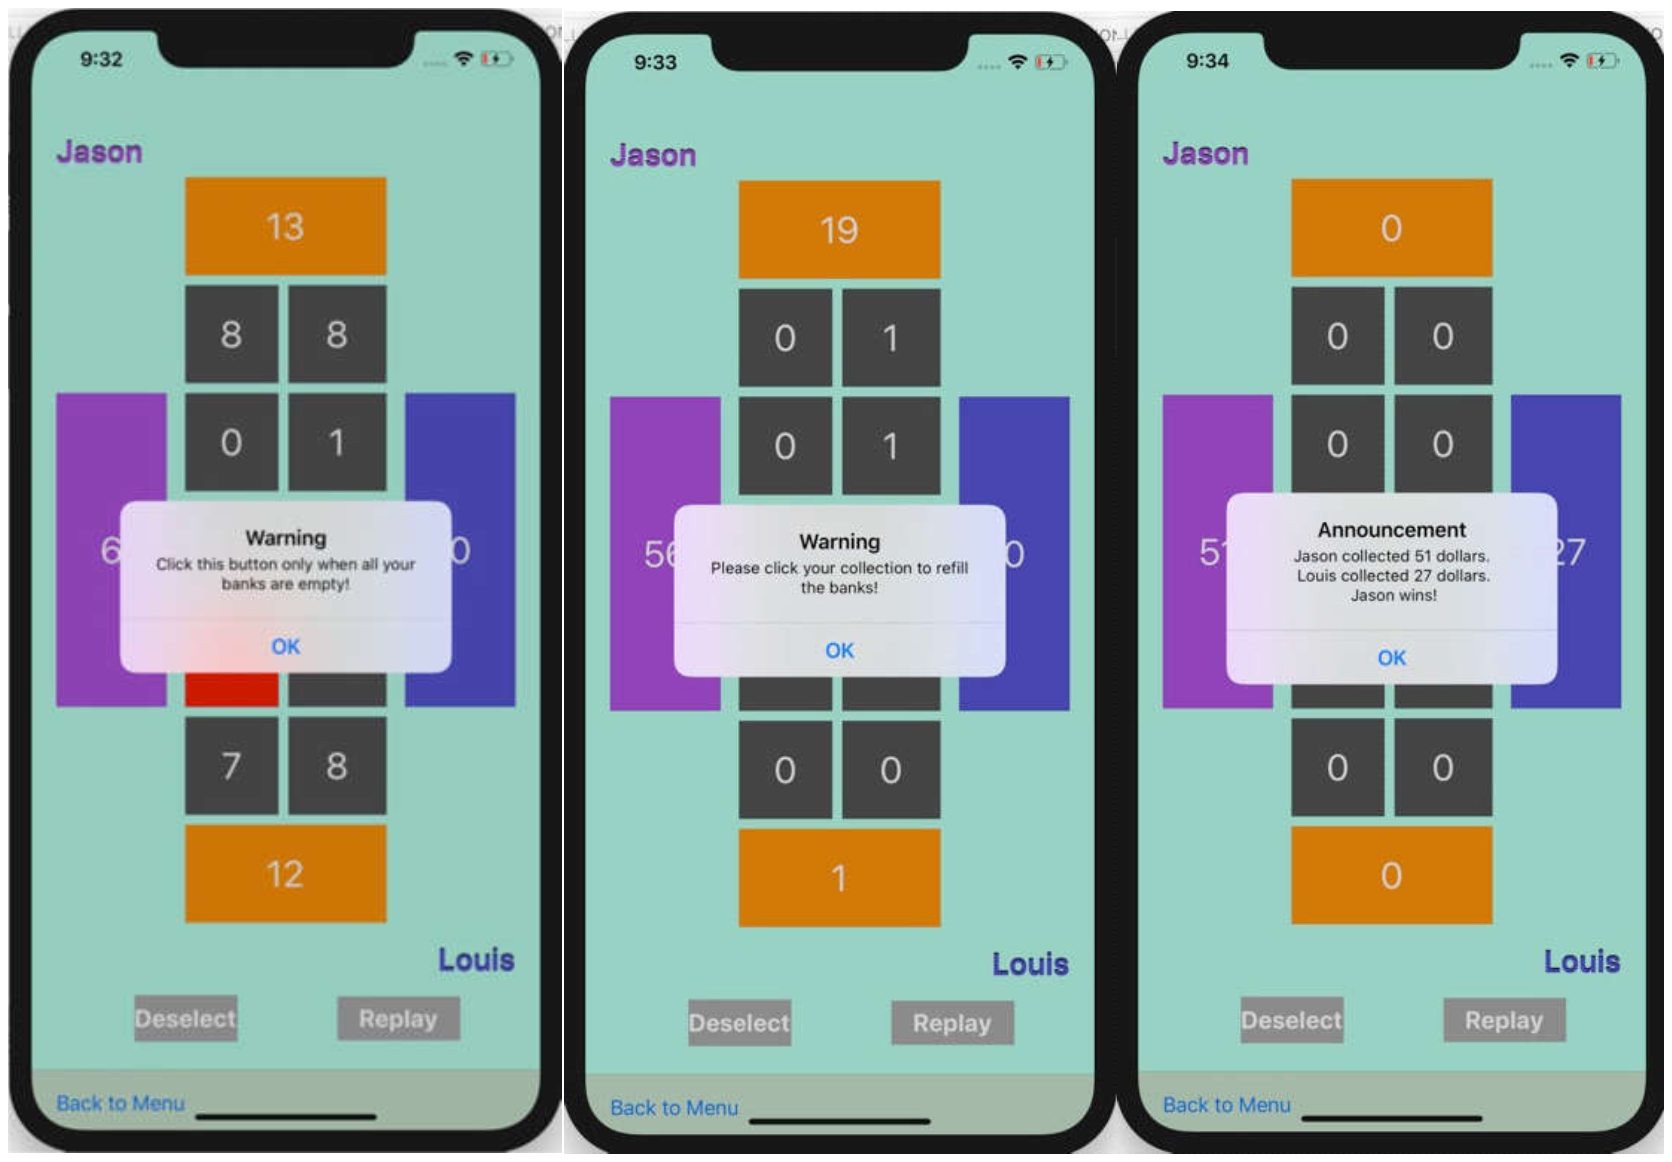 9:32
Jason
13
8 8
0 1
6 0
Warning
Click this button only when all your
banks are empty!
OK
7 8
12
Louis
Deselect Replay
Back to Menu
9:33
Jason
19
0 1
0 1
56 0
Warning
Please click your collection to refill
the banks!
OK
0 0
1
Louis
Deselect Replay
Back to Menu
9:34
Jason
0
0 0
0 0
51 27
Announcement
Jason collected 51 dollars.
Louis collected 27 dollars.
Jason wins!
OK
0 0
0
Louis
Deselect Replay
Back to Menu